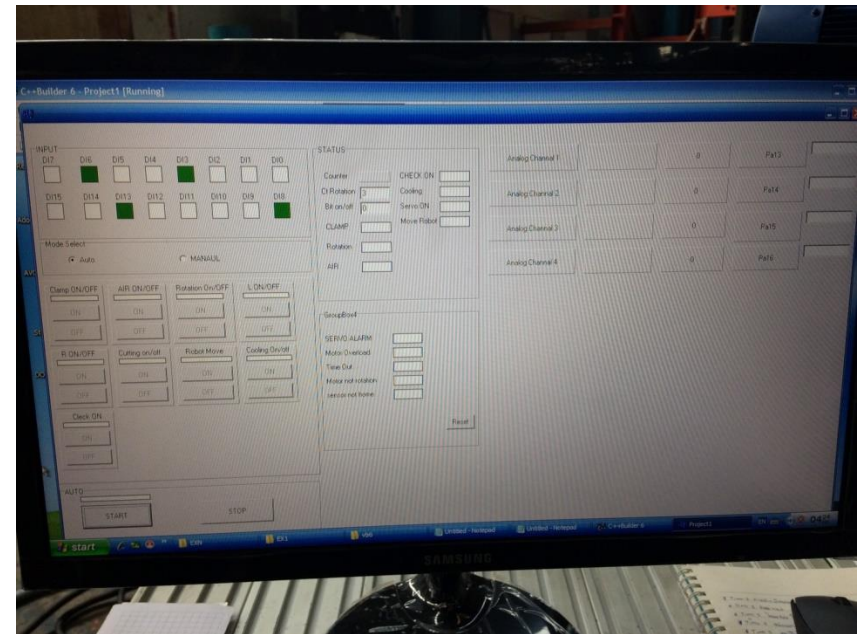 C++Builder 6 - Project1 [Running]
INPUT
DI7 DI6 DI5 DI4 DI3 DI2 DI1 DI0
DI15 DI14 DI13 DI12 DI11 DI10 DI9 DI8
Mode Select
Auto MANAUL
Clamp ON/OFF AIR ON/OFF Rotation On/OFF L ON/OFF
ON ON ON ON
OFF OFF OFF OFF
R ON/OFF Cutting on/off Robot Move Cooling On/off
ON ON ON ON
OFF OFF OFF OFF
Check ON
ON
OFF
AUTO
START STOP
STATUS
Counter CHECK ON
Ct Rotation 3 Cooling
Bit on/off 0 Servo ON
CLAMP Move Robot
Rotation
AIR
GroupBox4
SERVO ALARM
Motor Overload
Time Out
Motor not rotation
sensor not home
Reset
Analog Channel 1 0 Pa13
Analog Channel 2 0 Pa14
Analog Channel 3 0 Pa15
Analog Channel 4 0 Pa16
start EX1 Untitled - Notepad Untitled - Notepad C++Builder 6 Project1 EN
SAMSUNG